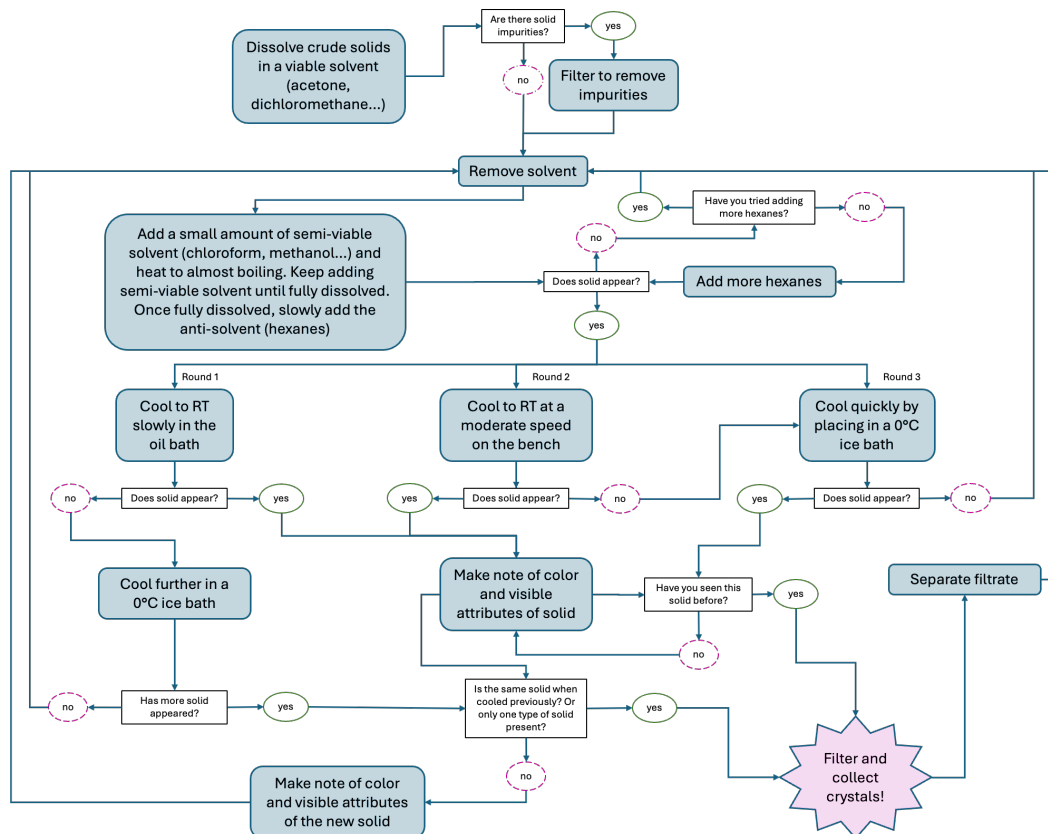 Are there solid
impurities?
yes
Dissolve crude solids
in a viable solvent
(acetone,
dichloromethane...)
no
Filter to remove
impurities
Remove solvent
Have you tried adding
more hexanes?
yes
no
Add a small amount of semi-viable
solvent (chloroform, methanol...) and
heat to almost boiling. Keep adding
semi-viable solvent until fully dissolved.
Once fully dissolved, slowly add the
anti-solvent (hexanes)
no
Does solid appear?
Add more hexanes
yes
Round 1
Round 2
Round 3
Cool to RT
slowly in the
oil bath
Cool to RT at a
moderate speed
on the bench
Cool quickly by
placing in a 0°C
ice bath
no
Does solid appear?
yes
yes
Does solid appear?
no
yes
Does solid appear?
no
Cool further in a
0°C ice bath
Make note of color
and visible
attributes of solid
Have you seen this
solid before?
yes
Separate filtrate
no
no
Has more solid
appeared?
yes
Is the same solid when
cooled previously? Or
only one type of solid
present?
yes
no
Filter and
collect
crystals!
Make note of color
and visible attributes
of the new solid